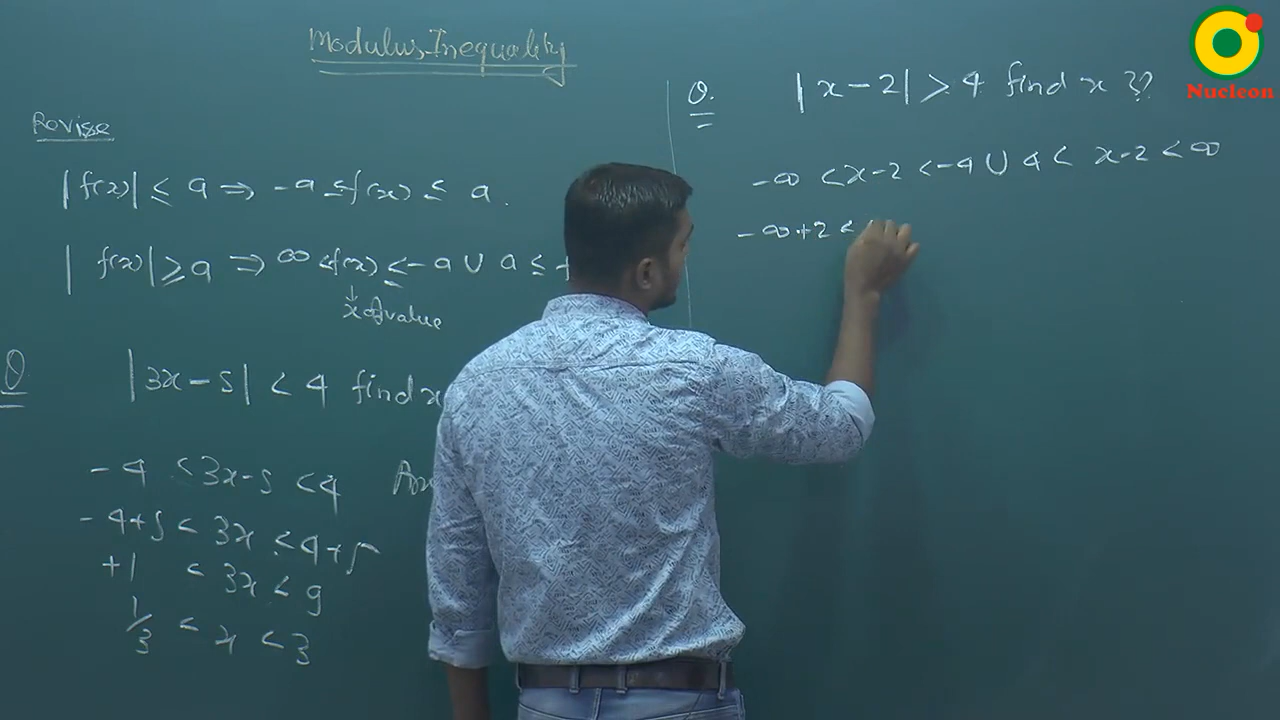 Modulus Inequality
Revise
|f(x)| ≤ a ⇒ -a ≤ f(x) ≤ a.
|f(x)| ≥ a ⇒ ∞ < f(x) ≤ -a ∪ a ≤
↓
x of value
Q
|3x-5| < 4 find x
-4 < 3x-5 < 4
-4+5 < 3x < 4+5
+1 < 3x < 9
1/3 < x < 3
Q.
|x-2| > 4 find x ??
-∞ < x-2 < -4 ∪ 4 < x-2 < ∞
-∞+2 <
Nucleon